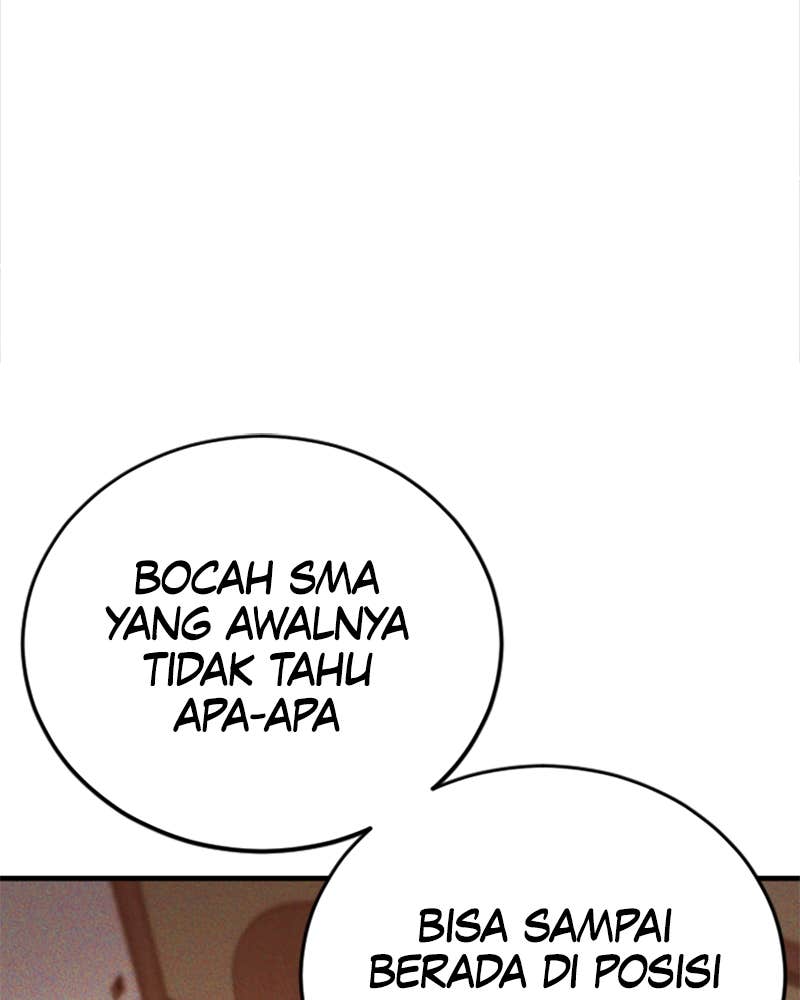 BOCAH SMA
YANG AWALNYA
TIDAK TAHU
APA-APA
BISA SAMPAI
BERADA DI POSISI